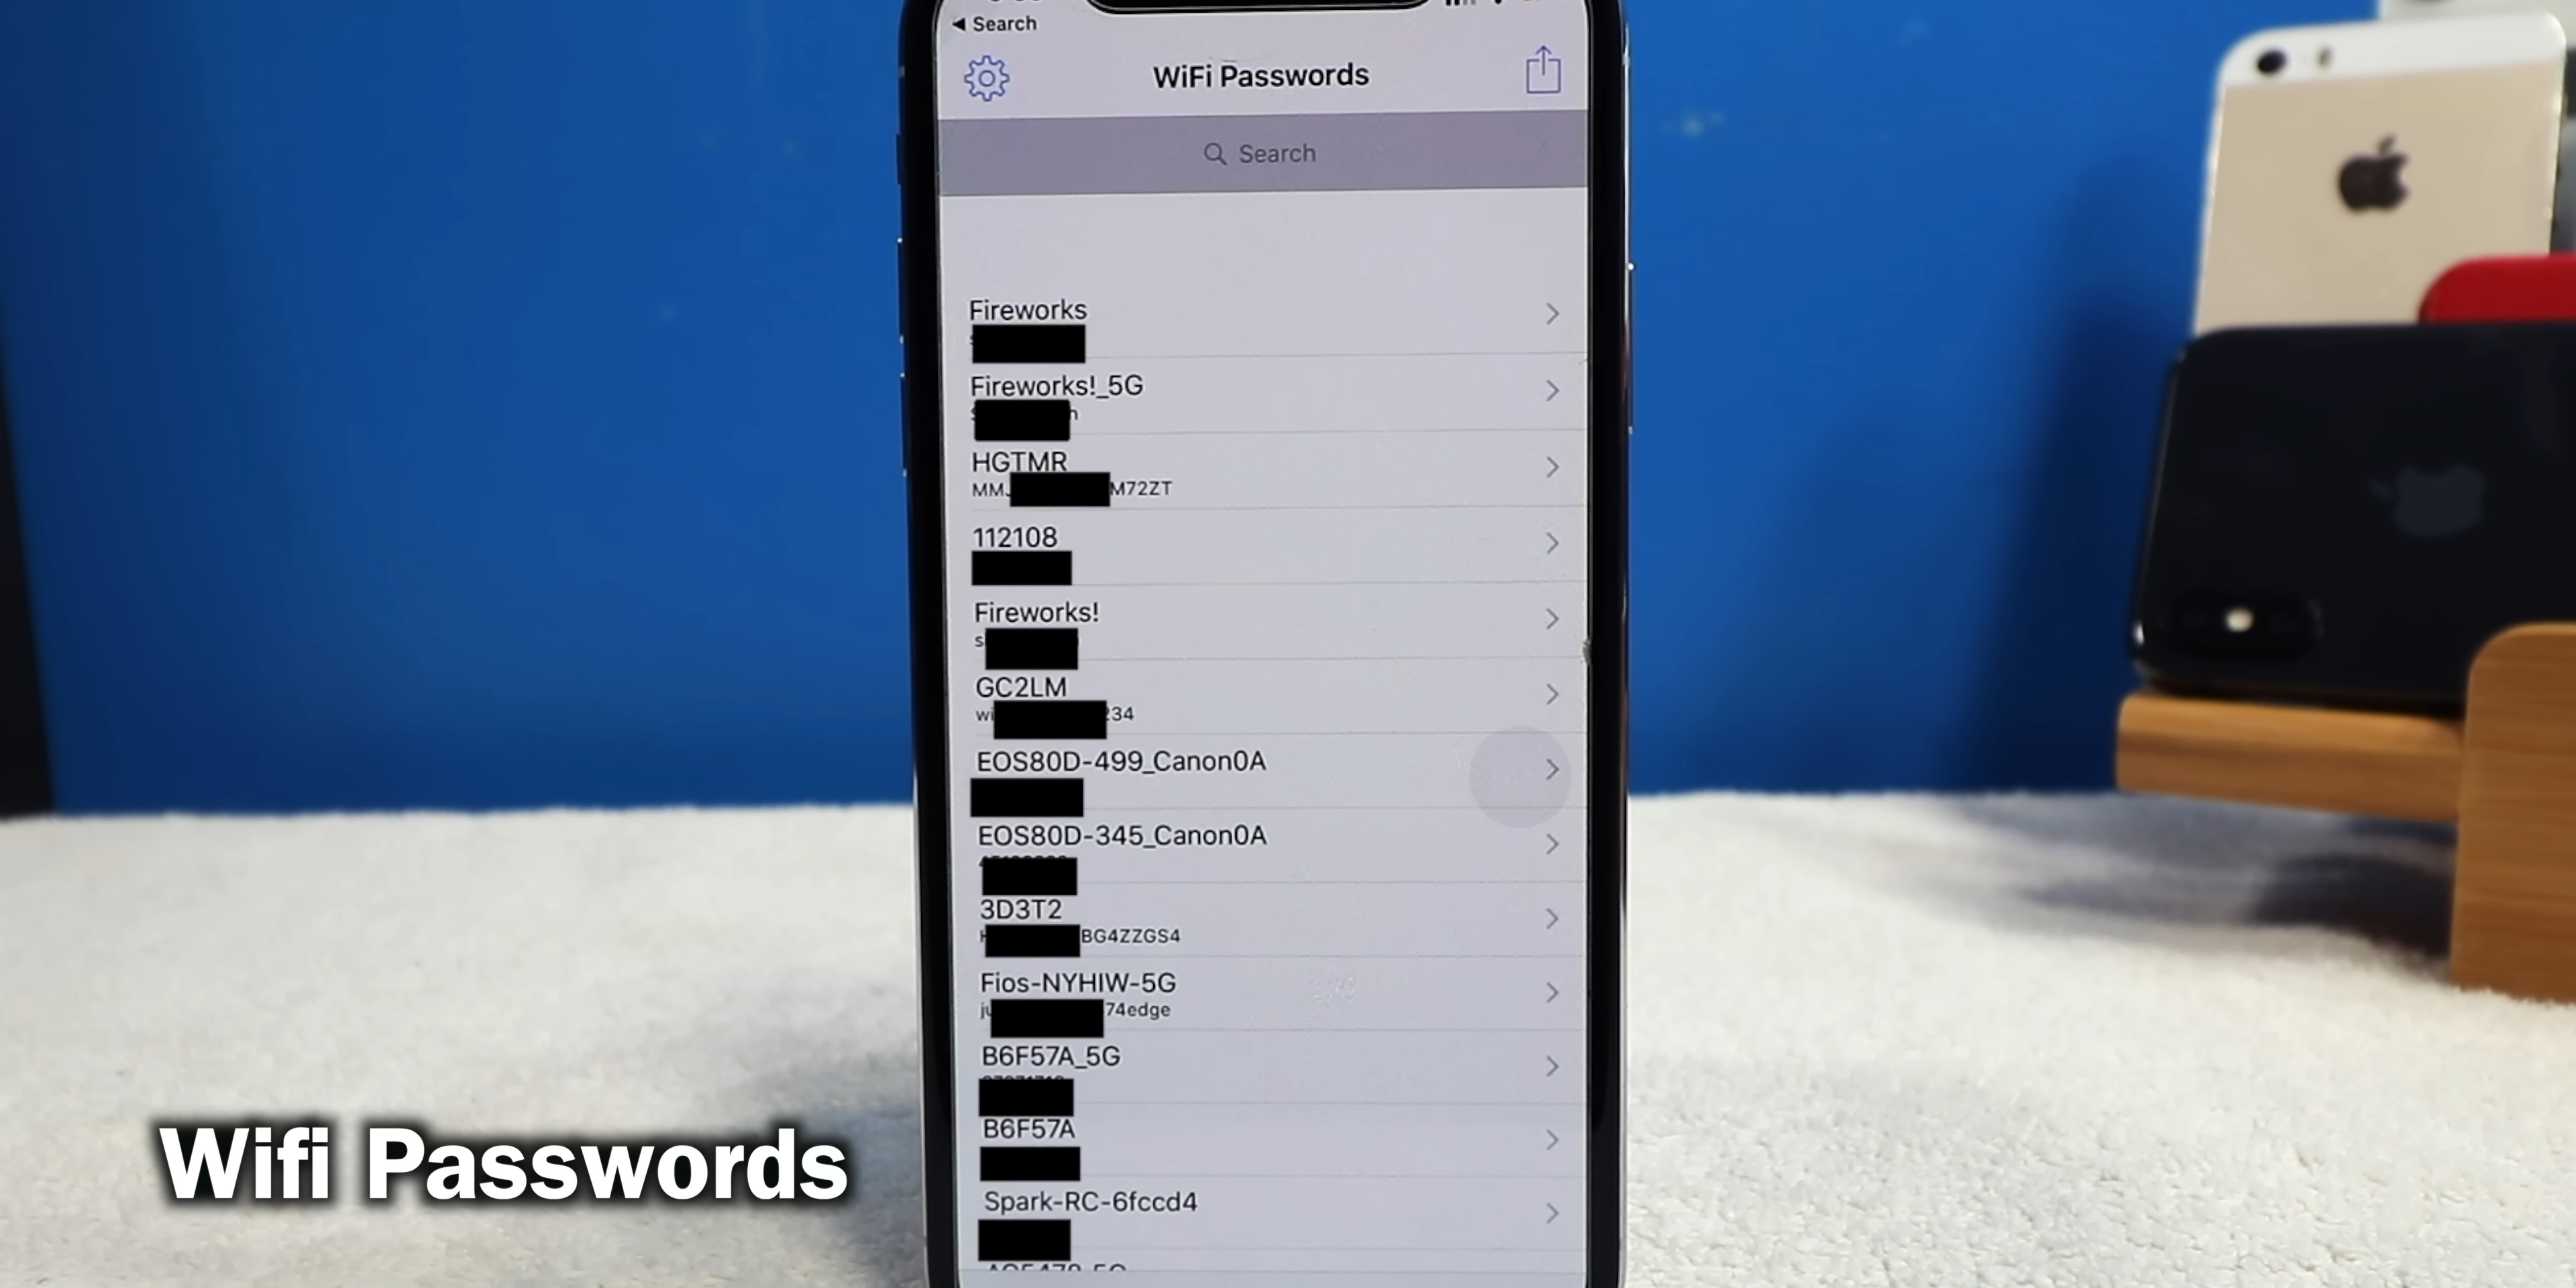 Search
WiFi Passwords
Search
Fireworks
Fireworks!_5G
HGTMR
M72ZT
112108
Fireworks!
GC2LM
EOS80D-499_Canon0A
EOS80D-345_Canon0A
3D3T2
BG4ZZGS4
Fios-NYHIW-5G
74edge
B6F57A_5G
B6F57A
Spark-RC-6fccd4
Wifi Passwords